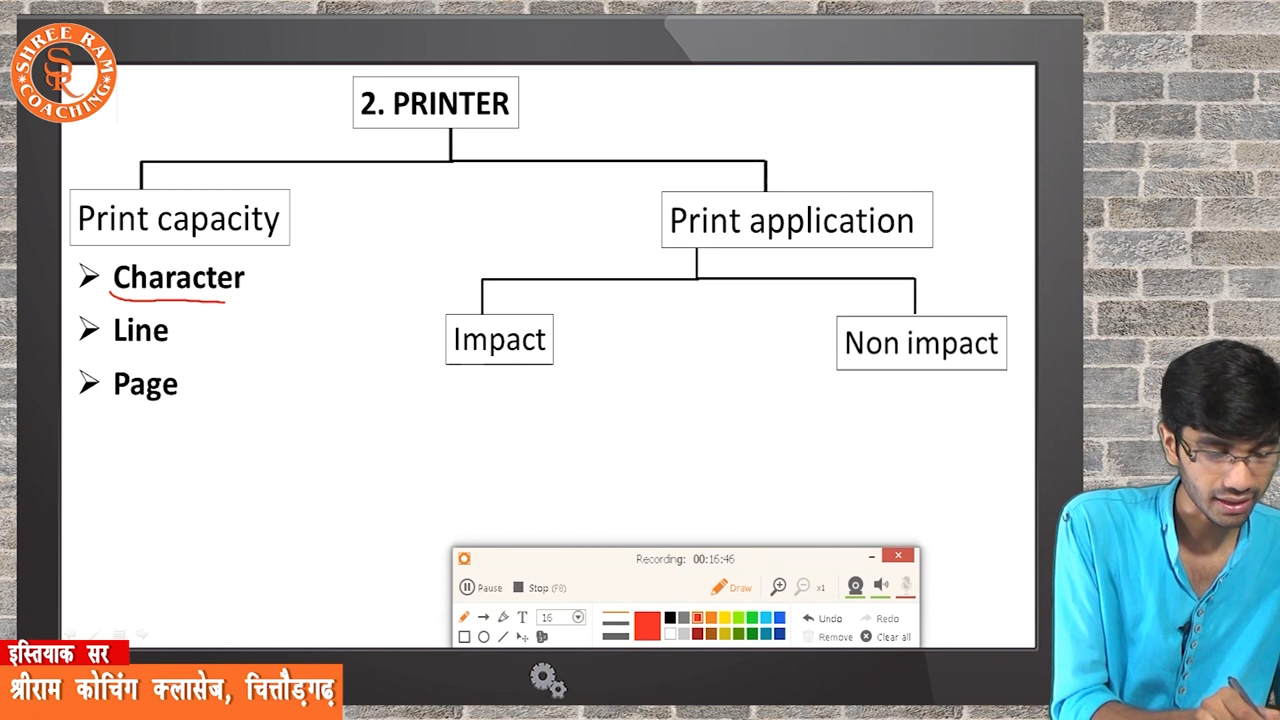 SHREE RAM
SR
COACHING
2. PRINTER
Print capacity
Print application
Character
Line
Page
Impact
Non impact
Recording: 00:16:46
Pause
Stop (F8)
Draw
x1
T
16
Undo
Redo
Remove
Clear all
इस्तियाक सर
श्रीराम कोचिंग क्लासेज, चित्तौड़गढ़